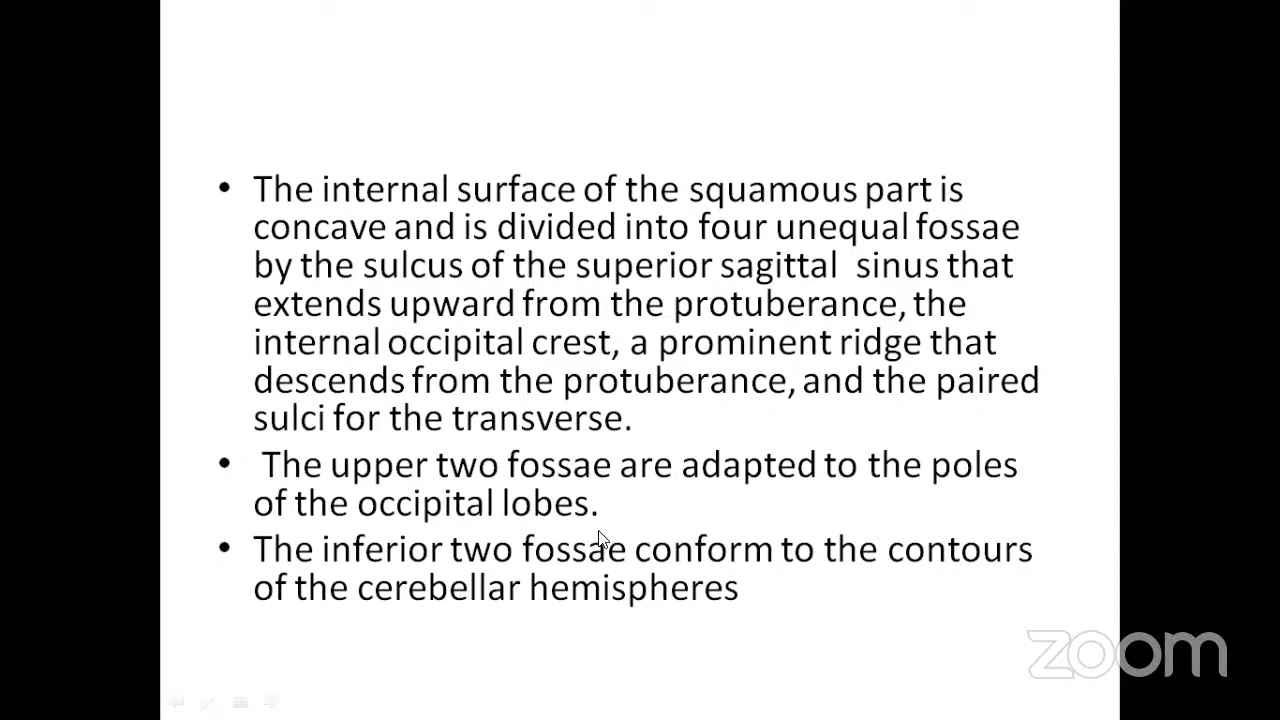 • The internal surface of the squamous part is
concave and is divided into four unequal fossae
by the sulcus of the superior sagittal  sinus that
extends upward from the protuberance, the
internal occipital crest, a prominent ridge that
descends from the protuberance, and the paired
sulci for the transverse.
•  The upper two fossae are adapted to the poles
of the occipital lobes.
• The inferior two fossae conform to the contours
of the cerebellar hemispheres
zoom